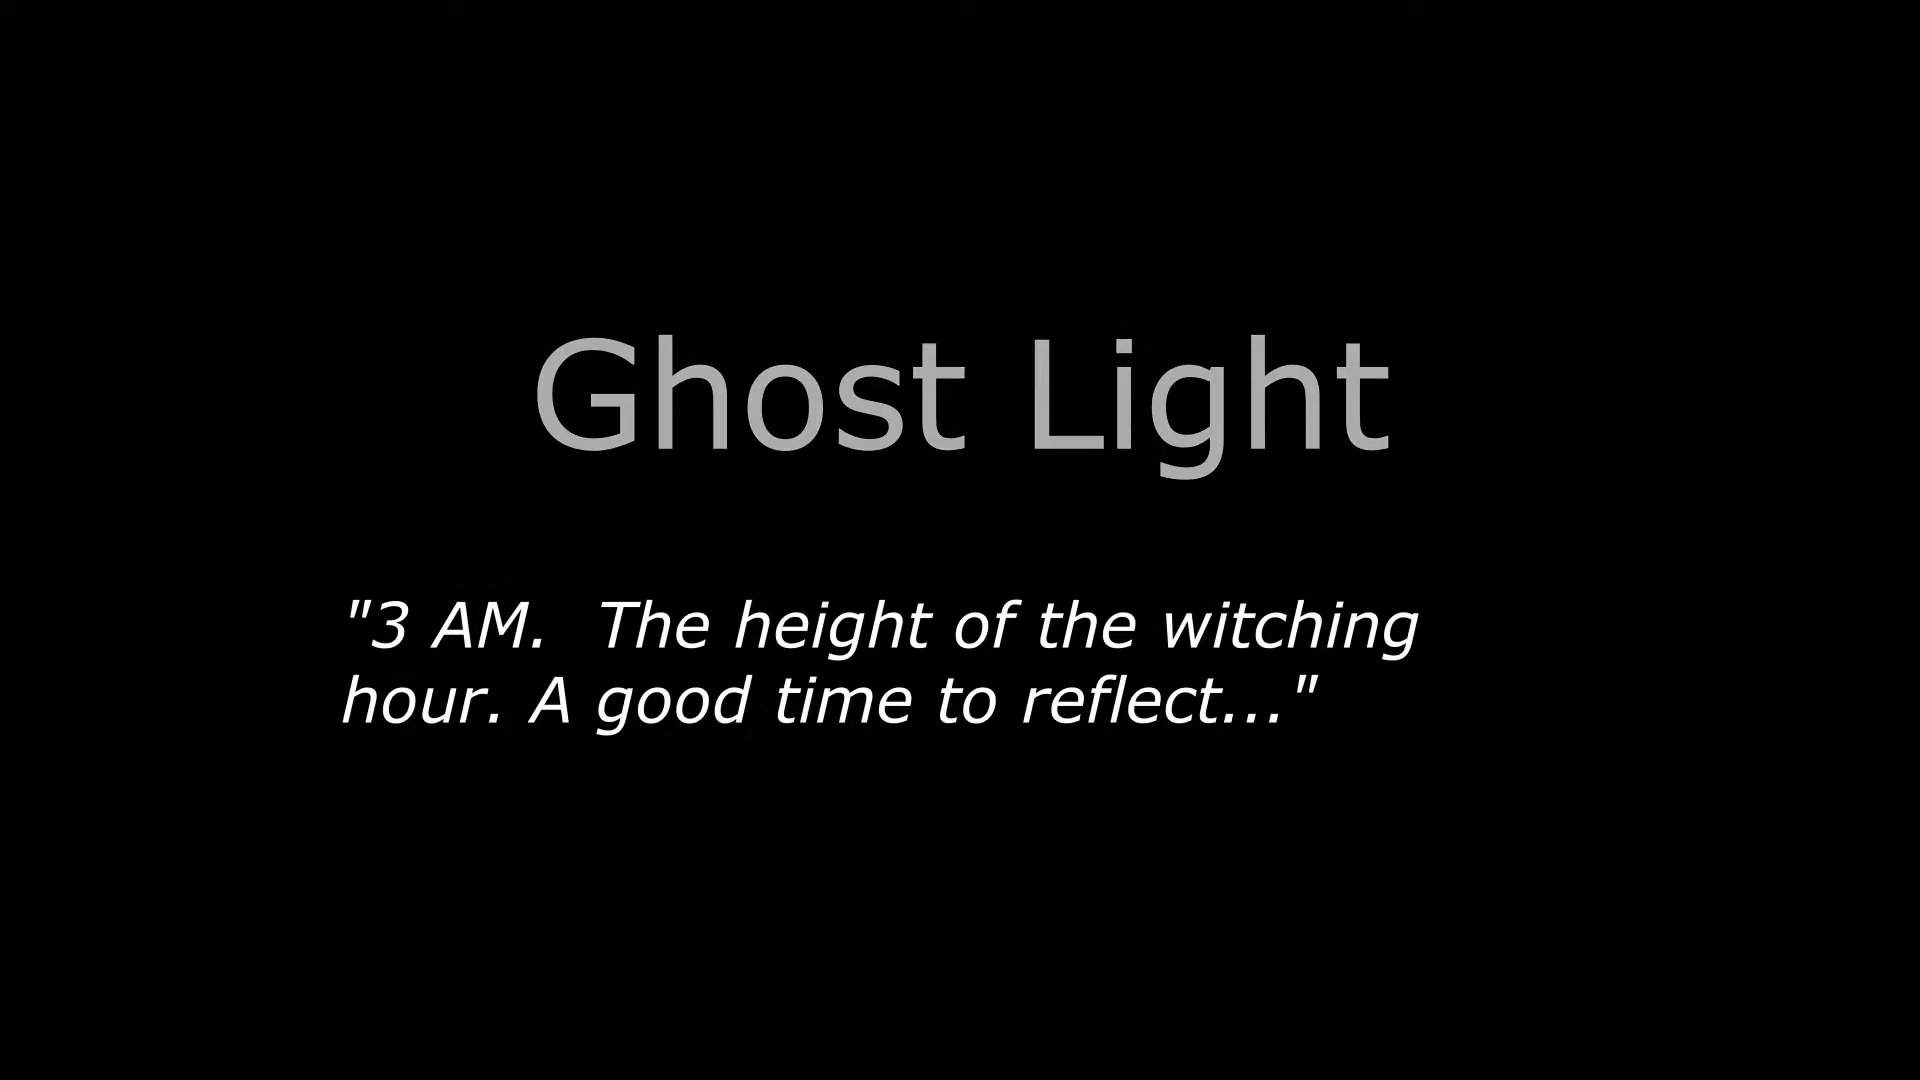 Ghost Light
"3 AM.  The height of the witching
hour. A good time to reflect..."